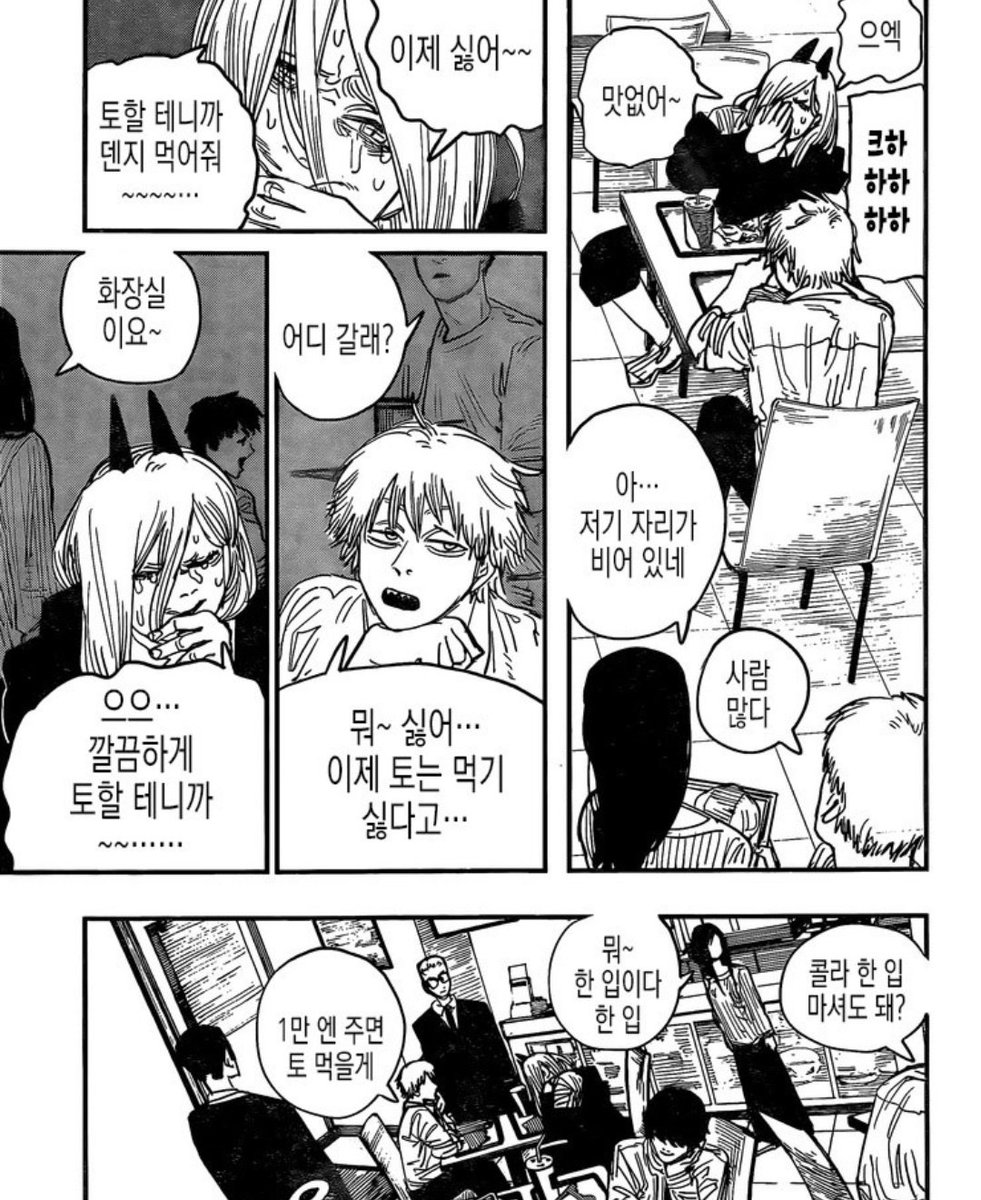 으엑
맛없어~
크하
하하
하하
아…
저기 자리가
비어 있네
사람
많다
이제 싫어~~
토할 테니까
덴지 먹어줘
~~~~…
어디 갈래?
뭐~ 싫어…
이제 토는 먹기
싫다고…
화장실
이요~
으으…
깔끔하게
토할 테니까
~~……
콜라 한 입
마셔도 돼?
뭐~
한 입이다
한 입
1만 엔 주면
토 먹을게